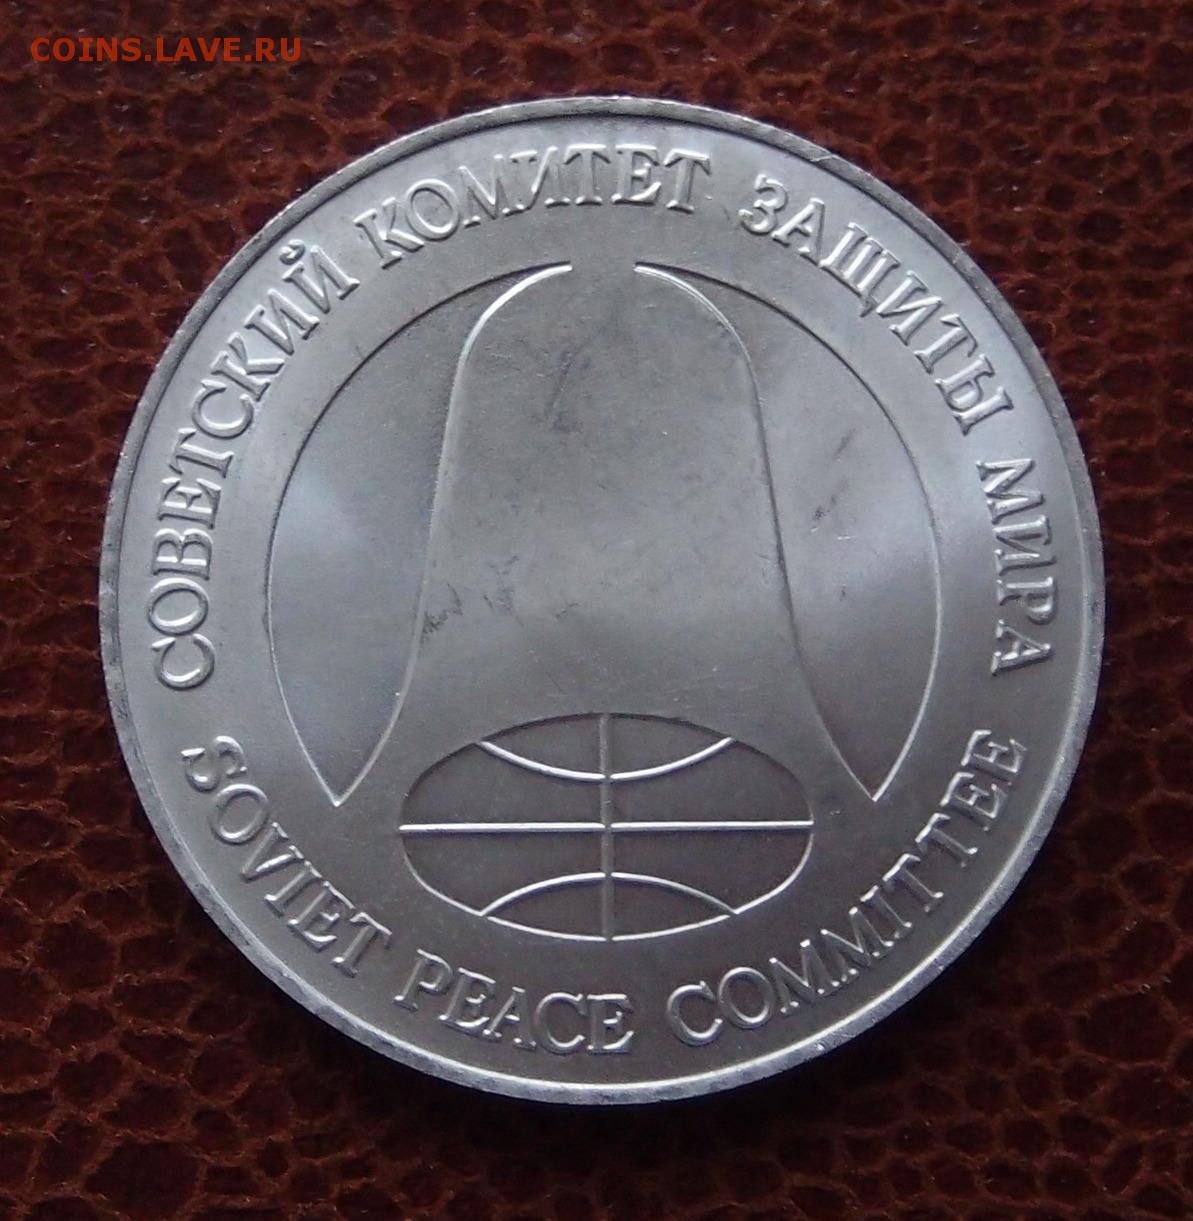 COINS.LAVE.RU
СОВЕТСКИЙ КОМИТЕТ ЗАЩИТЫ МИРА
SOVIET PEACE COMMITTEE